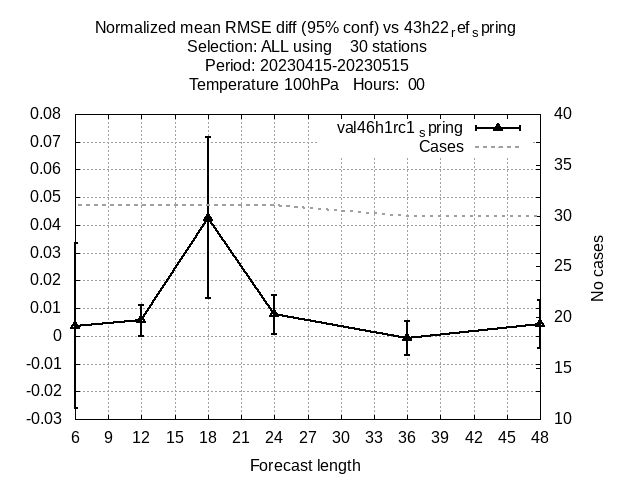 Normalized mean RMSE diff (95% conf) vs 43h22refspring
Selection: ALL using 30 stations
Period: 20230415-20230515
Temperature 100hPa Hours: 00
val46h1rc1spring
Cases
0.08
0.07
0.06
0.05
0.04
0.03
0.02
0.01
0
-0.01
-0.02
-0.03
40
35
30
25
20
15
10
No cases
6 9 12 15 18 21 24 27 30 33 36 39 42 45 48
Forecast length